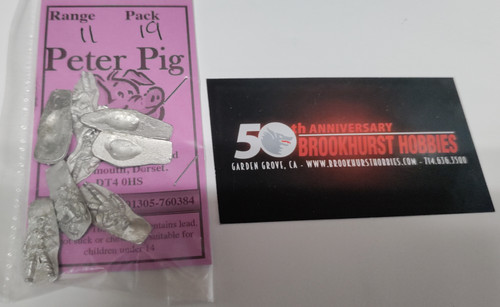 Range Pack
11 19
Peter Pig
mouth, Dorset.
DT4 0HS
01305-760384
contains lead.
suitable for
children under 14
50th ANNIVERSARY
BROOKHURST HOBBIES
GARDEN GROVE, CA - WWW.BROOKHURSTHOBBIES.COM - 714.636.3580